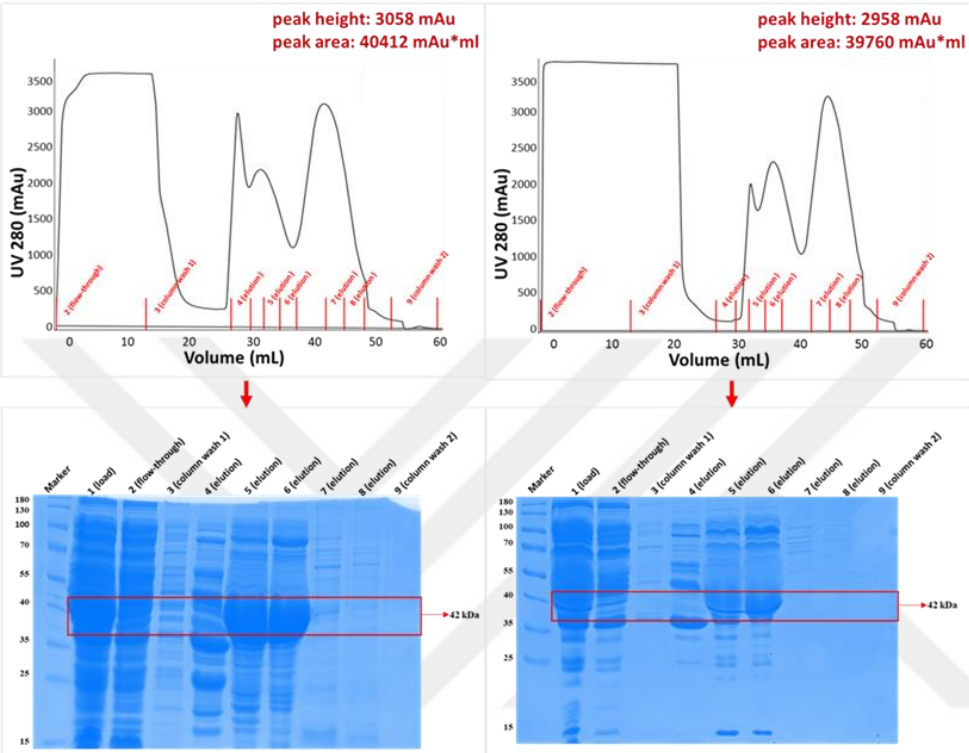 peak height: 3058 mAu
peak area: 40412 mAu*ml
UV 280 (mAu)
3500
3000
2500
2000
1500
1000
500
0
2 (flow-through)
3 (column wash 1)
4 (elution )
5 (elution )
6 (elution )
7 (elution )
8 (elution )
9 (column wash 2)
0 10 20 30 40 50 60
Volume (mL)
peak height: 2958 mAu
peak area: 39760 mAu*ml
UV 280 (mAu)
3500
3000
2500
2000
1500
1000
500
0
2 (flow-through)
3 (column wash 1)
4 (elution )
5 (elution )
6 (elution )
7 (elution )
8 (elution )
9 (column wash 2)
0 10 20 30 40 50 60
Volume (mL)
Marker
1 (load)
2 (flow-through)
3 (column wash 1)
4 (elution)
5 (elution)
6 (elution)
7 (elution)
8 (elution)
9 (column wash 2)
180
130
100
70
55
40
35
25
15
42 kDa
Marker
1 (load)
2 (flow-through)
3 (column wash 1)
4 (elution)
5 (elution)
6 (elution)
7 (elution)
8 (elution)
9 (column wash 2)
180
130
100
70
55
40
35
25
15
42 kDa